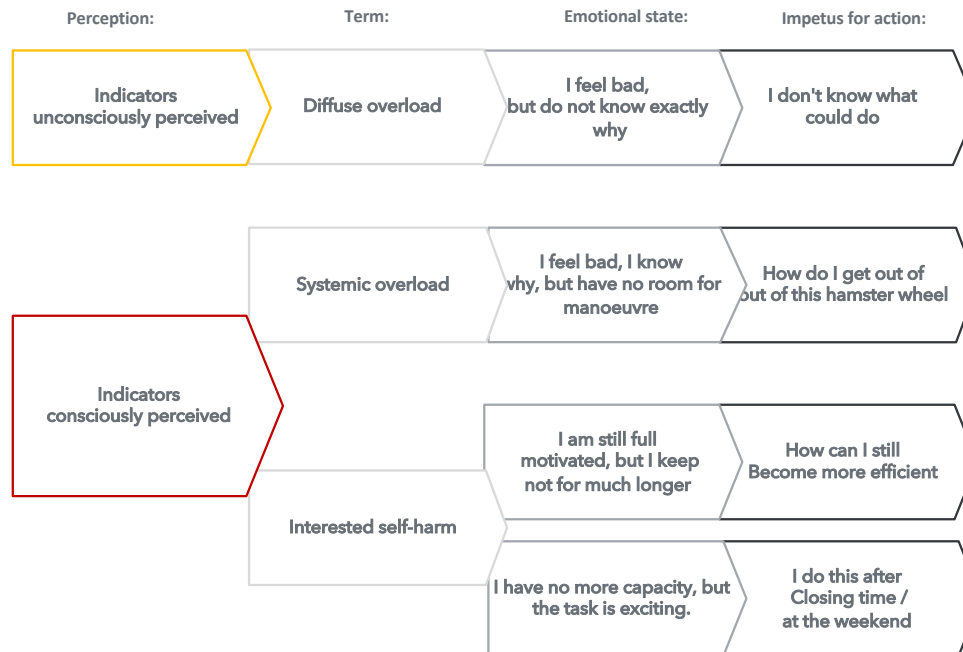 Perception:
Term:
Emotional state:
Impetus for action:
Indicators
unconsciously perceived
Diffuse overload
I feel bad,
but do not know exactly
why
I don't know what
could do
Indicators
consciously perceived
Systemic overload
I feel bad, I know
why, but have no room for
manoeuvre
How do I get out of
out of this hamster wheel
Interested self-harm
I am still full
motivated, but I keep
not for much longer
How can I still
Become more efficient
I have no more capacity, but
the task is exciting.
I do this after
Closing time /
at the weekend